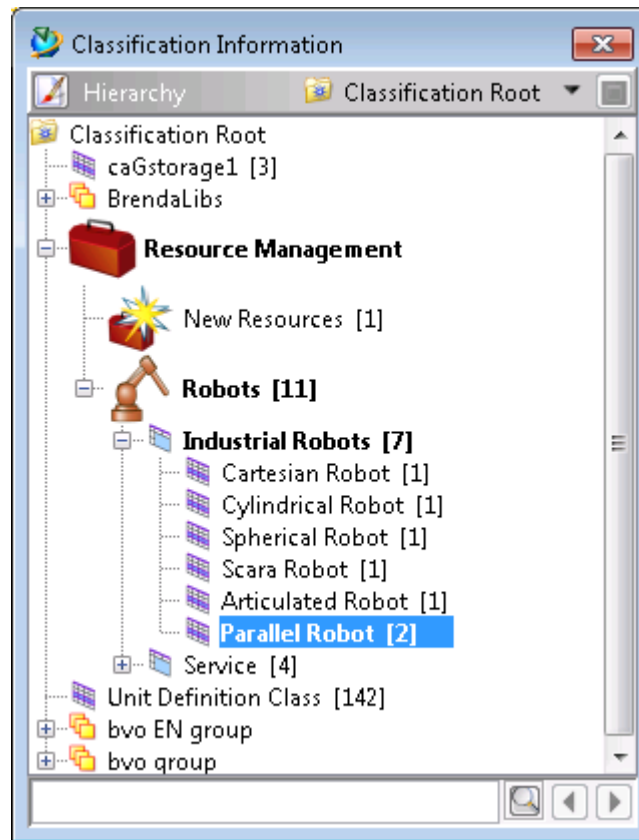 Classification Information
Hierarchy Classification Root
Classification Root
caGstorage1 [3]
BrendaLibs
Resource Management
New Resources [1]
Robots [11]
Industrial Robots [7]
Cartesian Robot [1]
Cylindrical Robot [1]
Spherical Robot [1]
Scara Robot [1]
Articulated Robot [1]
Parallel Robot [2]
Service [4]
Unit Definition Class [142]
bvo EN group
bvo group